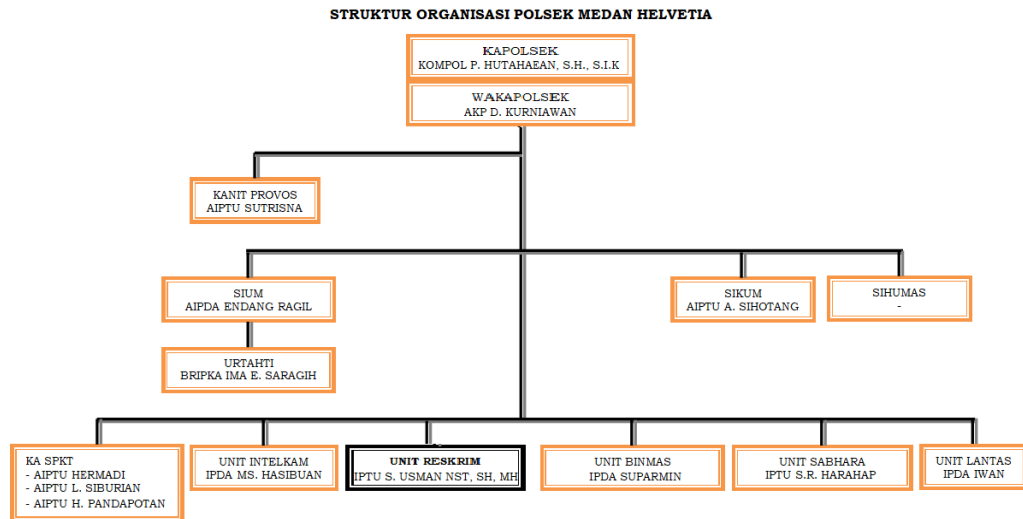 STRUKTUR ORGANISASI POLSEK MEDAN HELVETIA
KAPOLSEK
KOMPOL P. HUTAHAEAN, S.H., S.I.K
WAKAPOLSEK
AKP D. KURNIAWAN
KANIT PROVOS
AIPTU SUTRISNA
SIUM
AIPDA ENDANG RAGIL
SIKUM
AIPTU A. SIHOTANG
SIHUMAS
-
URTAHTI
BRIPKA IMA E. SARAGIH
KA SPKT
- AIPTU HERMADI
- AIPTU L. SIBURIAN
- AIPTU H. PANDAPOTAN
UNIT INTELKAM
IPDA MS. HASIBUAN
UNIT RESKRIM
IPTU S. USMAN NST, SH, MH
UNIT BINMAS
IPDA SUPARMIN
UNIT SABHARA
IPTU S.R. HARAHAP
UNIT LANTAS
IPDA IWAN